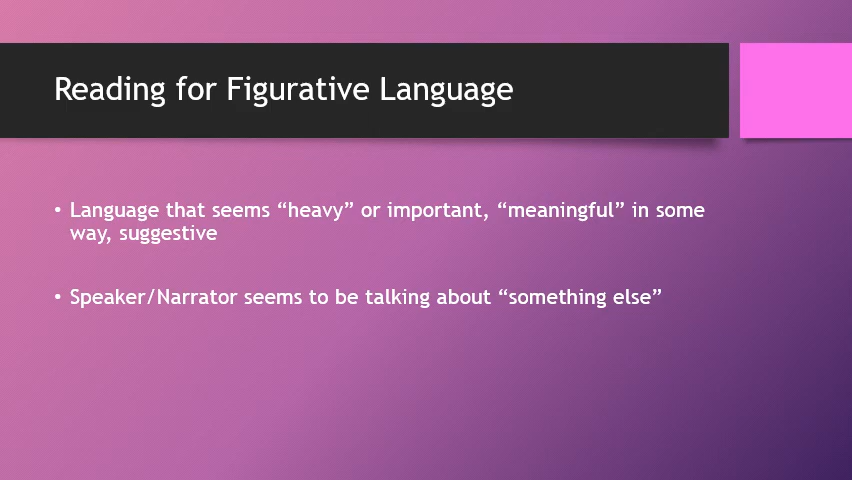 Reading for Figurative Language
• Language that seems “heavy” or important, “meaningful” in some
way, suggestive
• Speaker/Narrator seems to be talking about “something else”